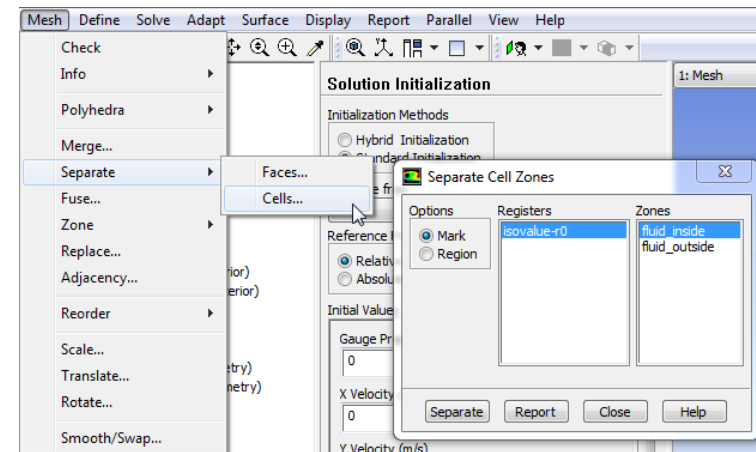 Mesh Define Solve Adapt Surface Display Report Parallel View Help
Check
Info
Polyhedra
Merge...
Separate
Fuse...
Zone
Replace...
Adjacency...
Reorder
Scale...
Translate...
Rotate...
Smooth/Swap...
Faces...
Cells...
rior)
erior)
etry)
metry)
Solution Initialization
Initialization Methods
Hybrid Initialization
Standard Initialization
Reference
Relativ
Absolu
Initial Value
Gauge Pr
0
X Velocity
0
Y Velocity (m/s)
1: Mesh
Separate Cell Zones
Options
Mark
Region
Registers
isovalue-r0
Zones
fluid_inside
fluid_outside
Separate Report Close Help